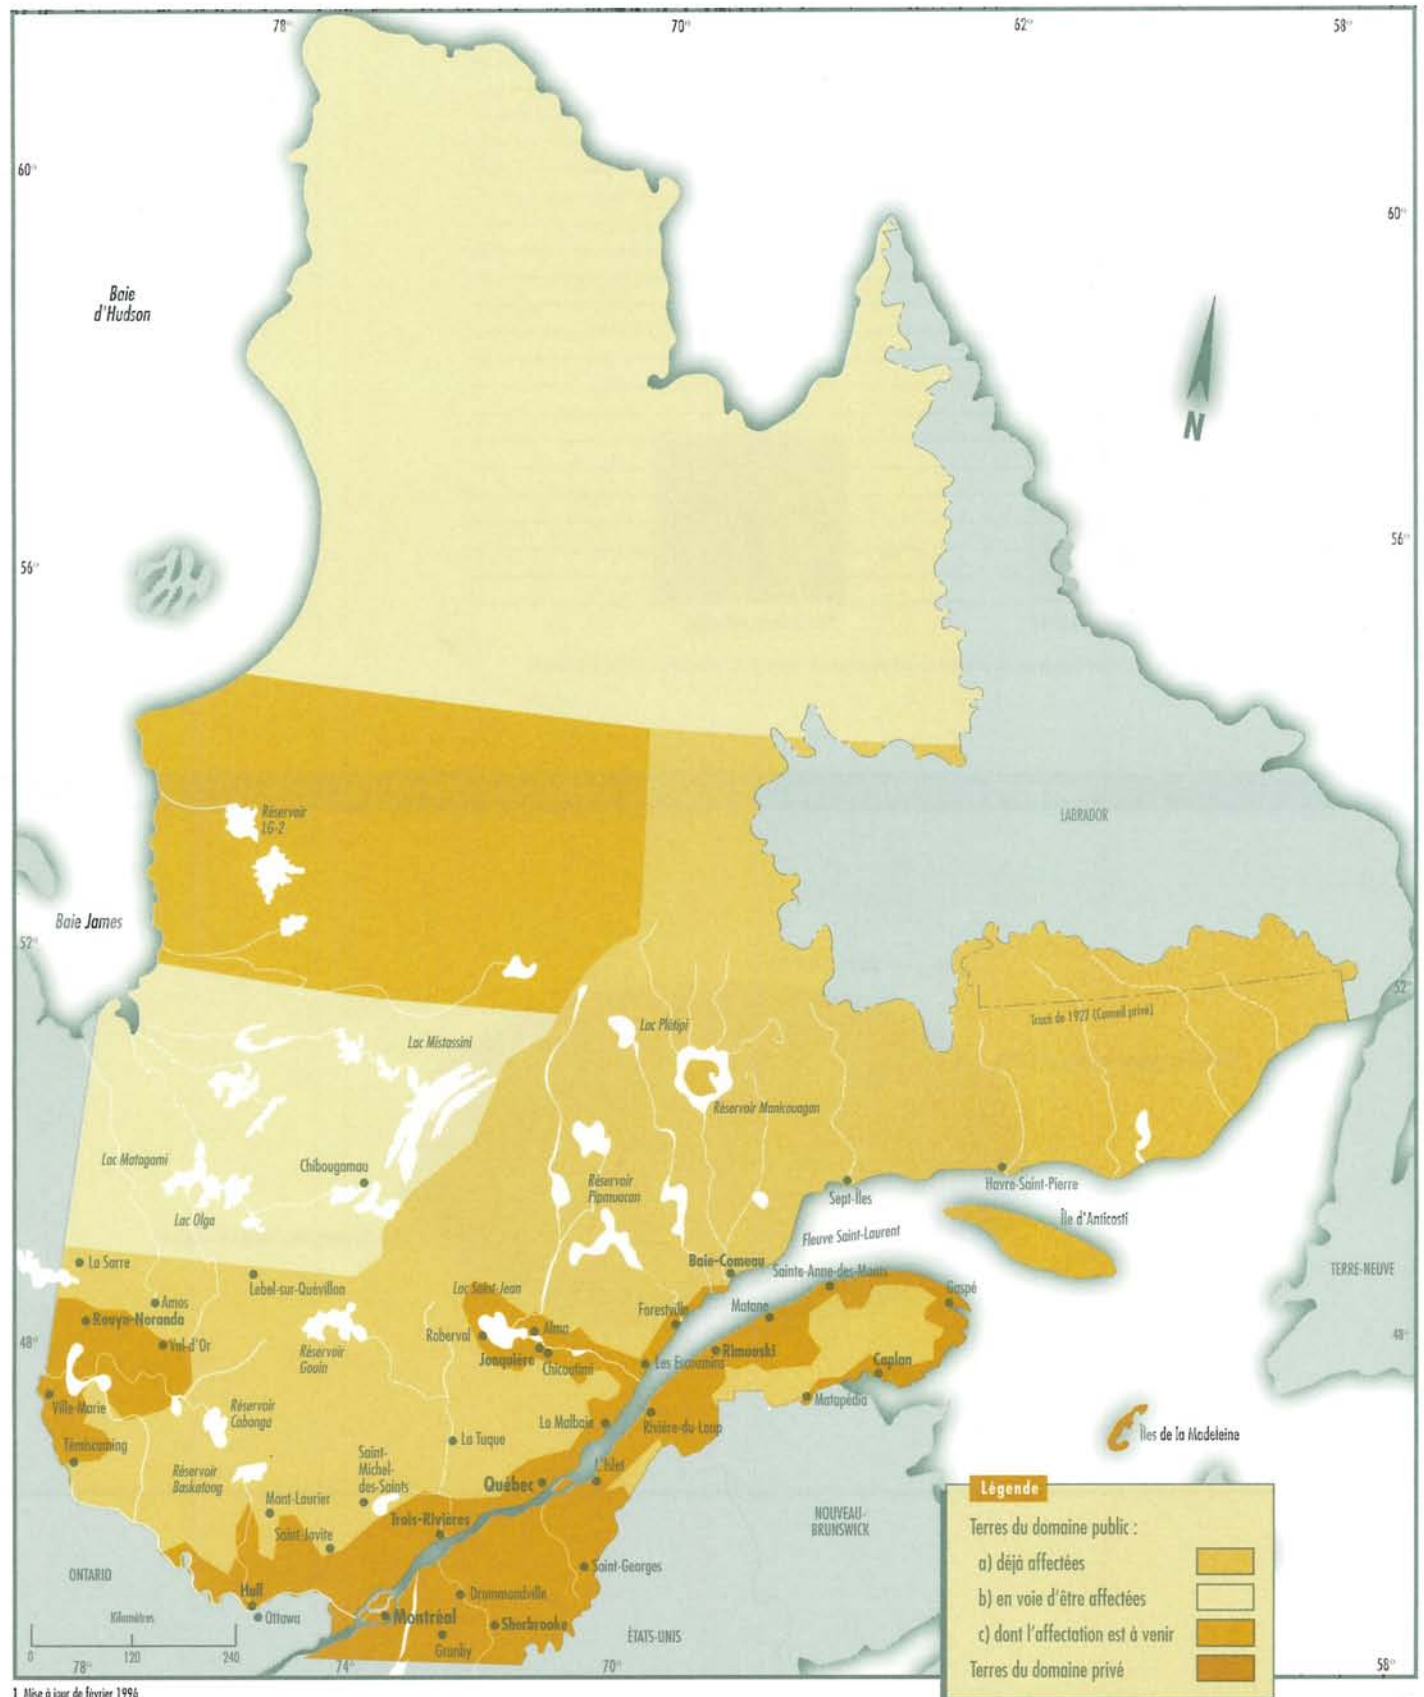 78°
70°
62°
58°
60°
60°
Baie
d'Hudson
N
56°
56°
Réservoir
LG-2
LABRADOR
Baie James
52°
52°
Lac Plétipi
Tracé de 1927 (Conseil privé)
Lac Mistassini
Réservoir Manicouagan
Lac Matagami
Chibougamau
Réservoir
Pipmuacan
Havre-Saint-Pierre
Sept-Îles
Lac Olga
Île d'Anticosti
Fleuve Saint-Laurent
La Sarre
Baie-Comeau
Sainte-Anne-des-Monts
TERRE-NEUVE
Lebel-sur-Quévillon
Lac Saint-Jean
Gaspé
Amos
Forestville
Matane
Rouyn-Noranda
Alma
48°
Val-d'Or
Roberval
48°
Réservoir
Gouin
Jonquière
Chicoutimi
Les Escoumins
Rimouski
Caplan
Ville-Marie
Réservoir
Cabonga
Matapédia
La Malbaie
Rivière-du-Loup
Îles de la Madeleine
La Tuque
Témiscaming
Saint-
Michel-
des-Saints
L'Islet
Réservoir
Baskatong
Québec
Légende
Mont-Laurier
NOUVEAU-
BRUNSWICK
Terres du domaine public :
Trois-Rivières
Saint-Jovite
a) déjà affectées
Saint-Georges
ONTARIO
Hull
Drummondville
b) en voie d'être affectées
Ottawa
Montréal
Sherbrooke
Kilomètres
c) dont l'affectation est à venir
ÉTATS-UNIS
Granby
0 120 240
Terres du domaine privé
78°
74°
70°
58°
1 Mise à jour de février 1996